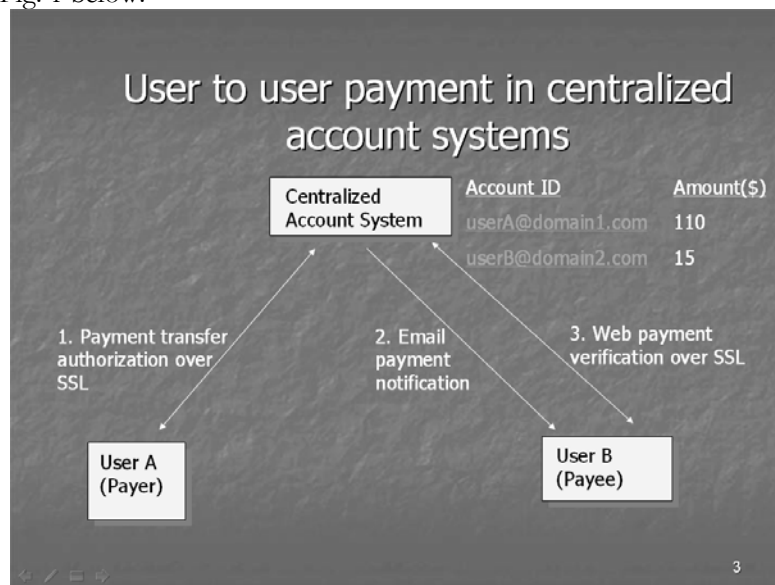 Fig. 1 below.
User to user payment in centralized
account systems
Centralized
Account System
Account ID
Amount($)
userA@domain1.com
110
userB@domain2.com
15
1. Payment transfer
authorization over
SSL
2. Email
payment
notification
3. Web payment
verification over SSL
User A
(Payer)
User B
(Payee)
3